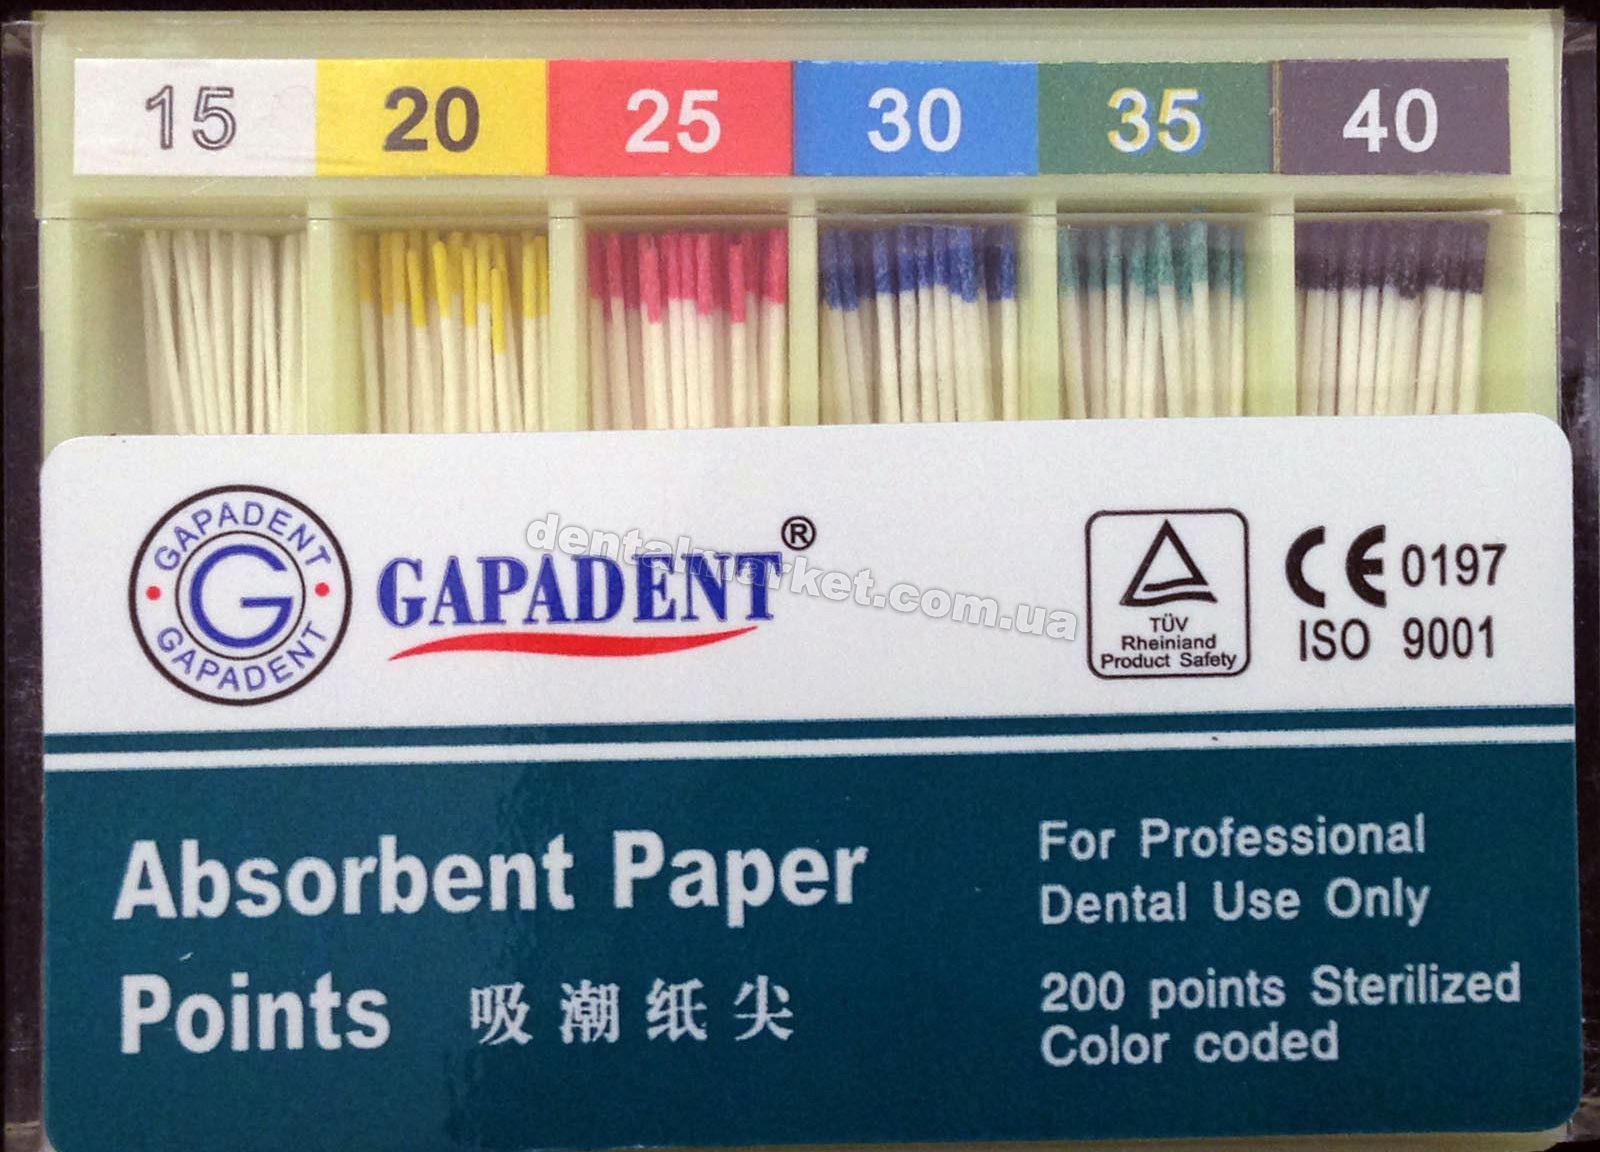 15 20 25 30 35 40
GAPADENT
G
GAPADENT
GAPADENT®
dentalmarket.com.ua
TÜV
Rheiniand
Product Safety
CE 0197
ISO 9001
Absorbent Paper
Points 吸潮纸尖
For Professional
Dental Use Only
200 points Sterilized
Color coded